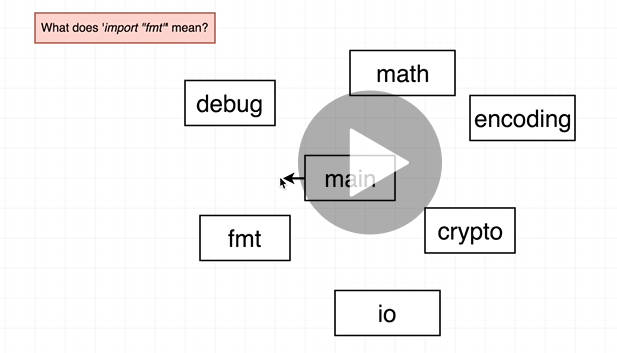 What does 'import "fmt"' mean?
math
debug
encoding
main
fmt
crypto
io